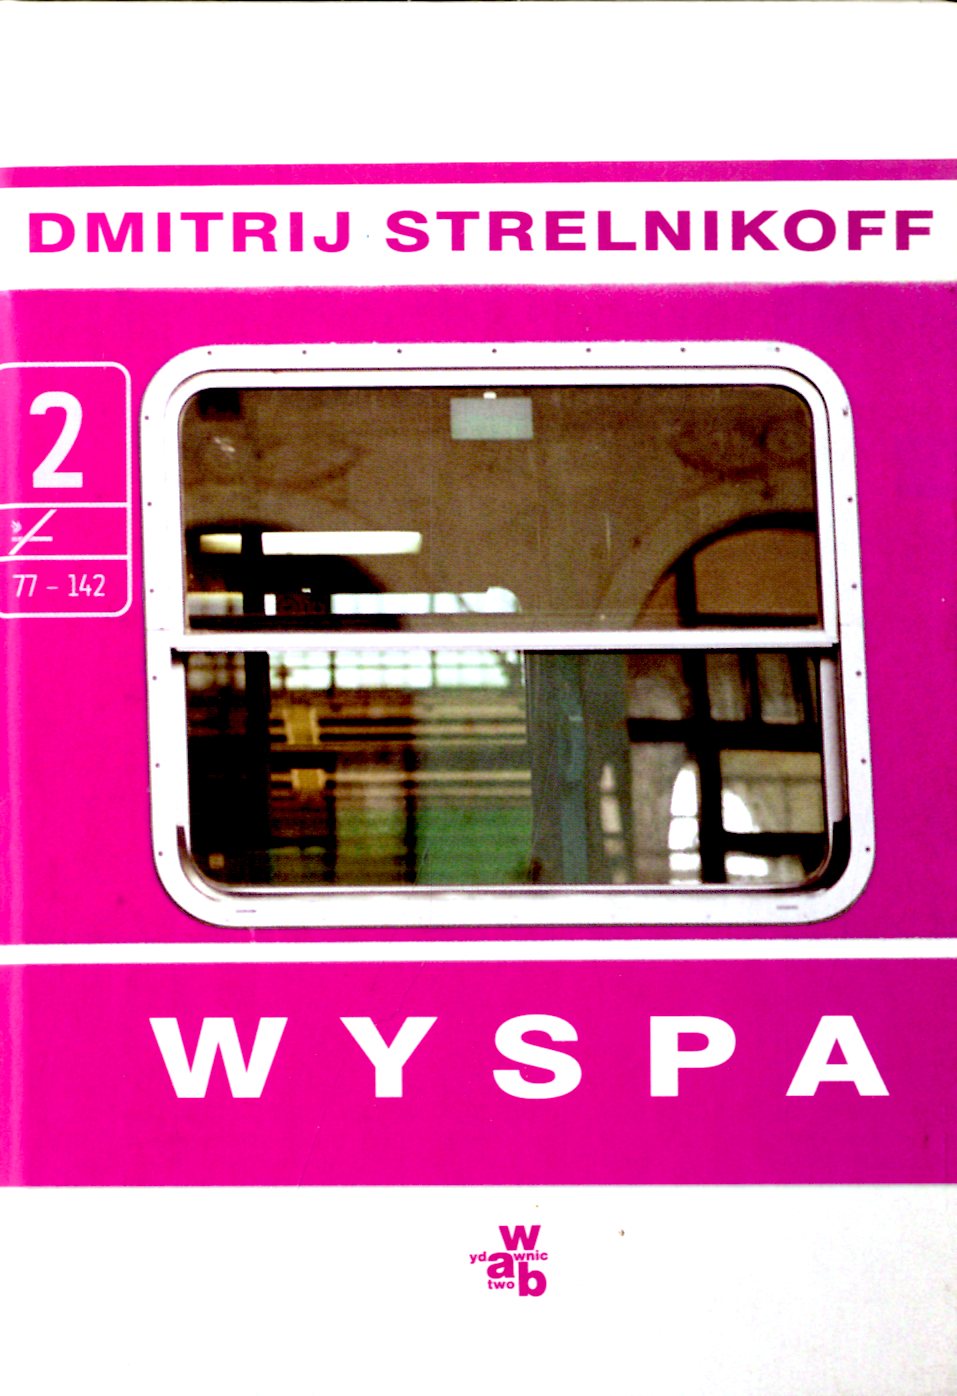 DMITRIJ STRELNIKOFF
2
77 - 142
WYSPA
w
yd a wnic
two b